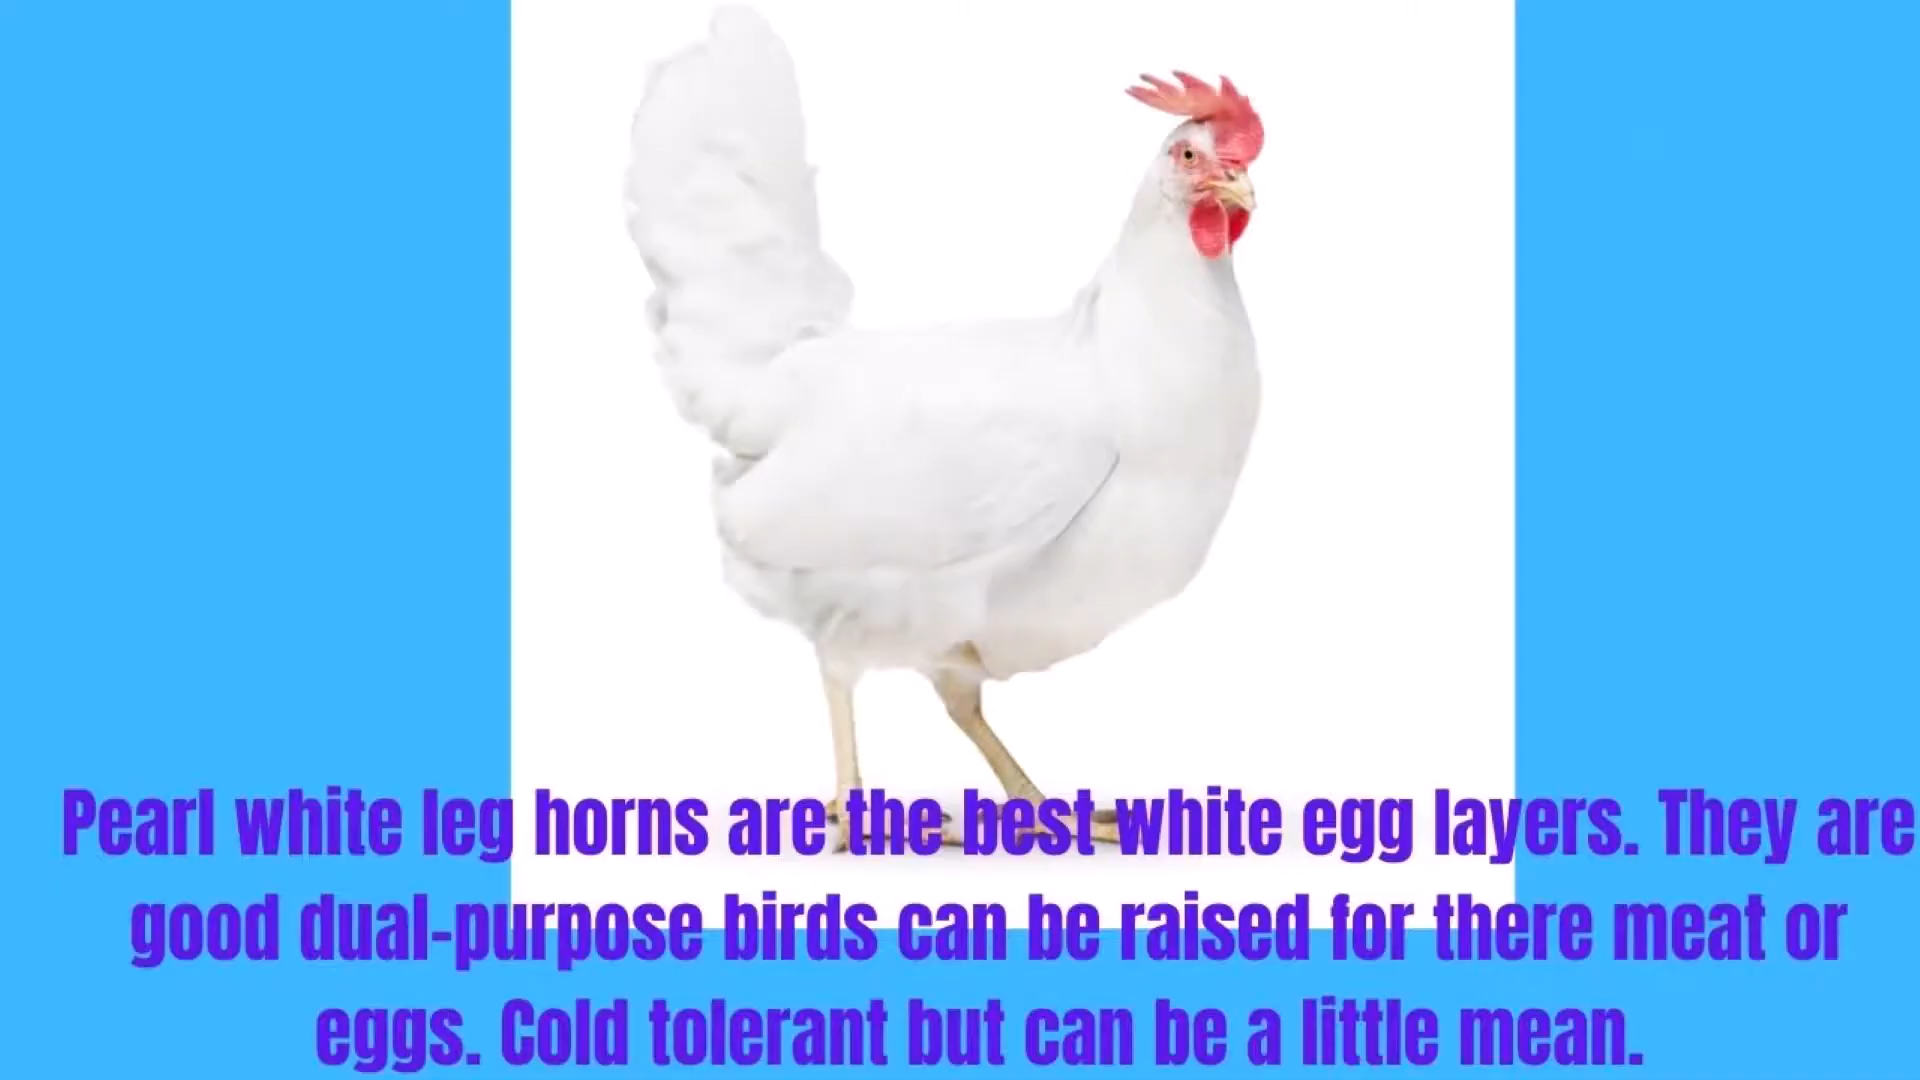 Pearl white leg horns are the best white egg layers. They are
good dual-purpose birds can be raised for there meat or
eggs. Cold tolerant but can be a little mean.